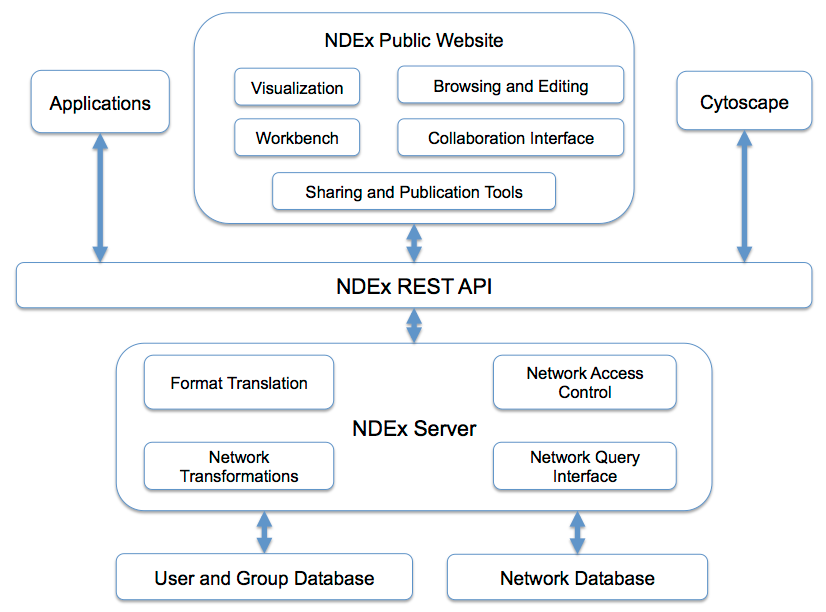 NDEx Public Website
Applications
Visualization
Browsing and Editing
Cytoscape
Workbench
Collaboration Interface
Sharing and Publication Tools
NDEx REST API
Format Translation
Network Access
Control
NDEx Server
Network
Transformations
Network Query
Interface
User and Group Database
Network Database